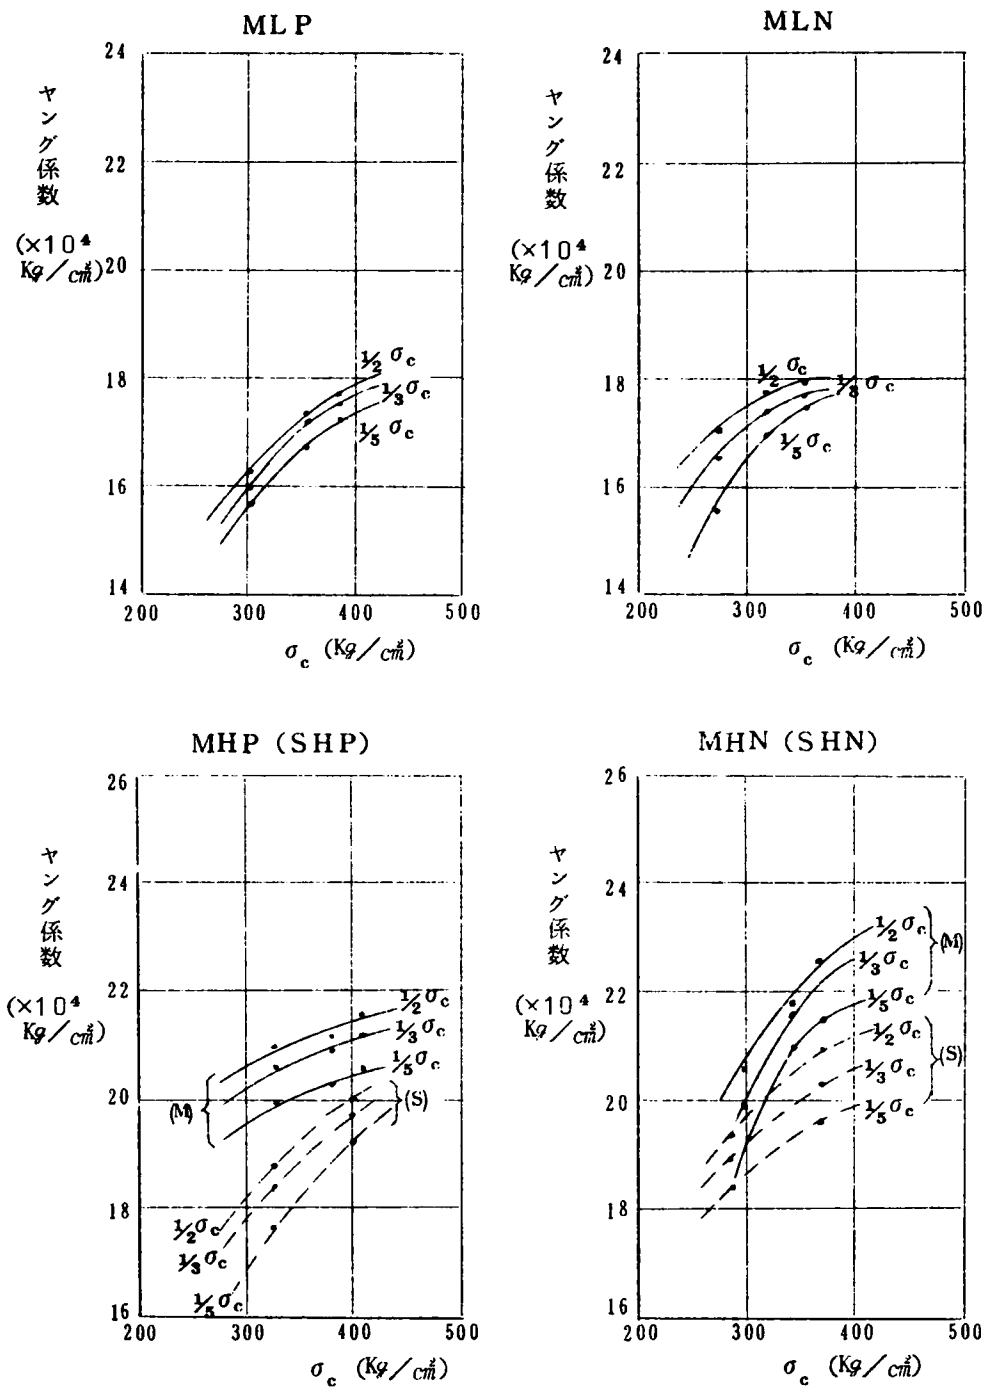 MLP
24
22
20
18
16
14
ヤング係数
(×10⁴
Kg/cm²)
1/2 σc
1/3 σc
1/5 σc
200 300 400 500
σc (Kg/cm²)
MLN
24
22
20
18
16
14
ヤング係数
(×10⁴
Kg/cm²)
1/2 σc
1/3 σc
1/5 σc
200 300 400 500
σc (Kg/cm²)
MHP (SHP)
26
24
22
20
18
16
ヤング係数
(×10⁴
Kg/cm²)
1/2 σc
1/3 σc
1/5 σc
(M)
(S)
1/2 σc
1/3 σc
1/5 σc
200 300 400 500
σc (Kg/cm²)
MHN (SHN)
26
24
22
20
18
16
ヤング係数
(×10⁴
Kg/cm²)
1/2 σc
1/3 σc
1/5 σc
(M)
1/2 σc
1/3 σc
1/5 σc
(S)
200 300 400 500
σc (Kg/cm²)